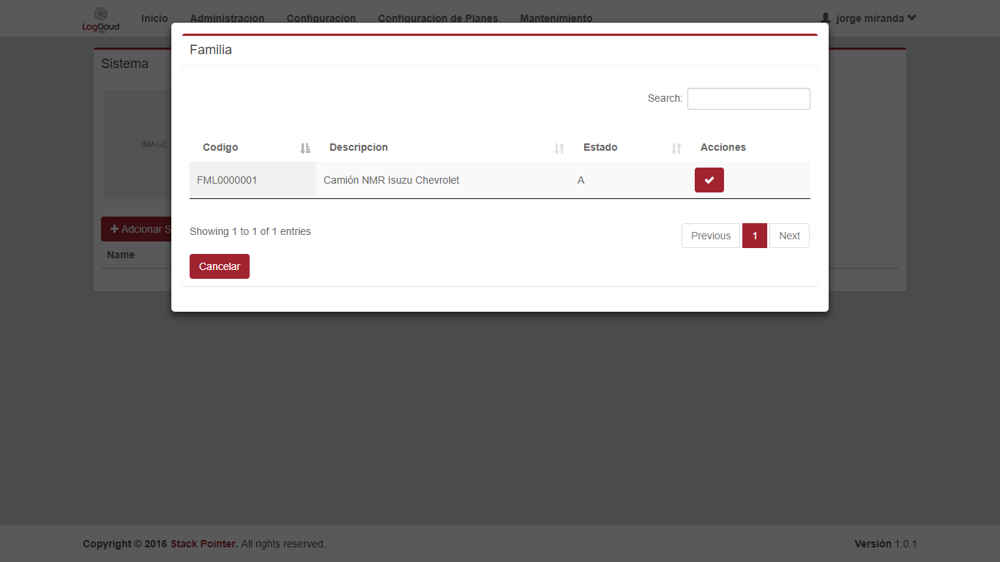 LogCloud
Inicio Administracion Configuracion Configuracion de Planes Mantenimiento jorge miranda
Sistema
Familia
Search:
IMAGE
Codigo Descripcion Estado Acciones
FML0000001 Camión NMR Isuzu Chevrolet A
Adcionar S
Showing 1 to 1 of 1 entries
Previous 1 Next
Name
Cancelar
Copyright © 2016 Stack Pointer. All rights reserved.
Versión 1.0.1